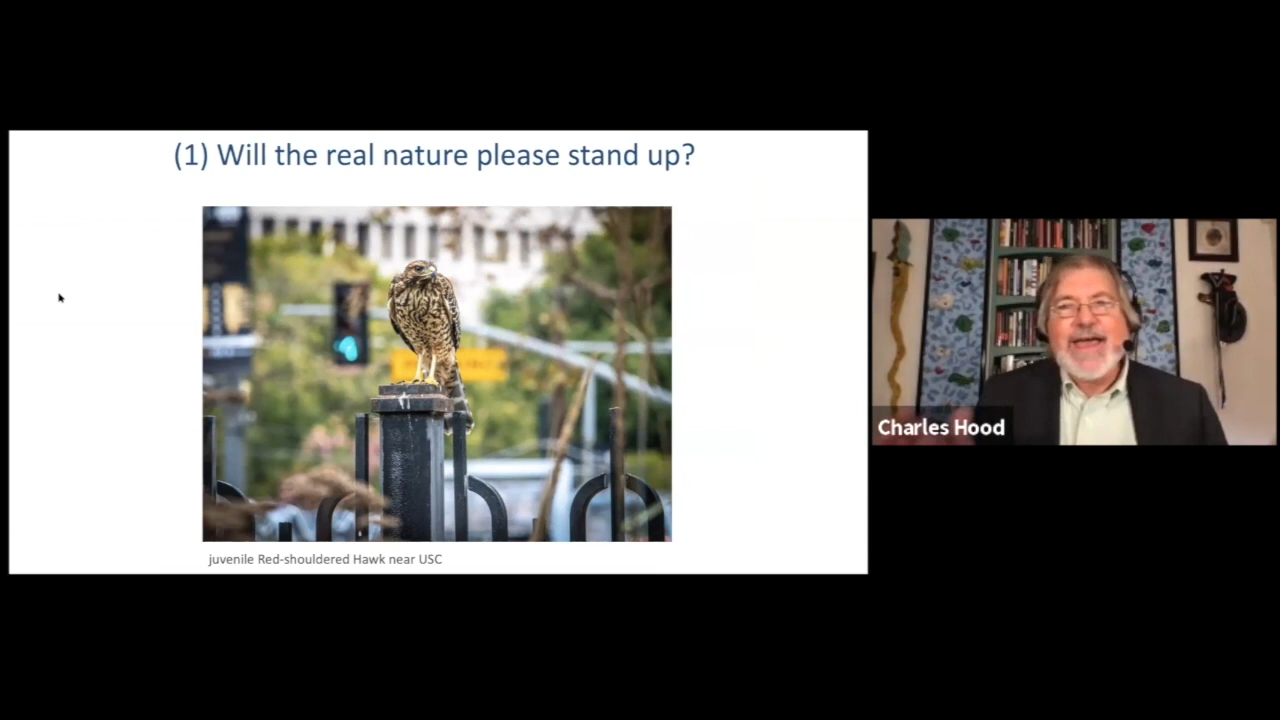 (1) Will the real nature please stand up?
juvenile Red-shouldered Hawk near USC
Charles Hood